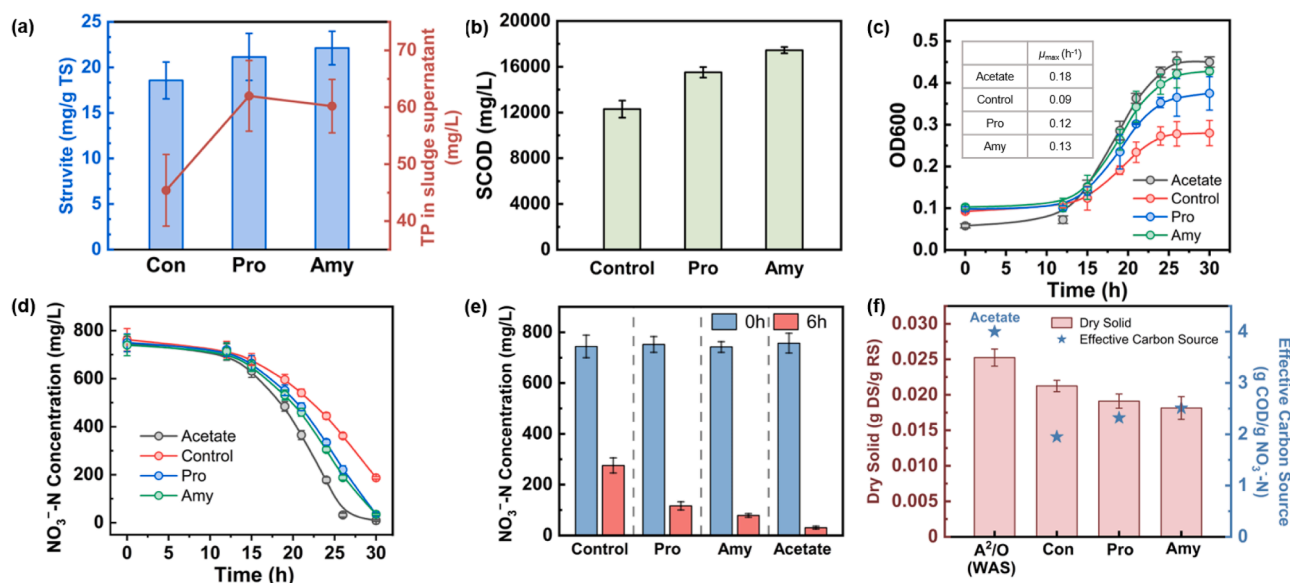 (a)
25
20
15
10
5
0
Struvite (mg/g TS)
70
60
50
40
TP in sludge supernatant
(mg/L)
Con Pro Amy
(b)
20000
16000
12000
8000
4000
0
SCOD (mg/L)
Control Pro Amy
(c)
0.5
0.4
0.3
0.2
0.1
0.0
OD600
μmax (h-1)
Acetate 0.18
Control 0.09
Pro 0.12
Amy 0.13
Acetate
Control
Pro
Amy
0 5 10 15 20 25 30
Time (h)
(d)
800
600
400
200
0
NO3−-N Concentration (mg/L)
Acetate
Control
Pro
Amy
0 5 10 15 20 25 30
Time (h)
(e)
800
600
400
200
0
NO3−-N Concentration (mg/L)
0h 6h
Control Pro Amy Acetate
(f)
0.030
0.025
0.020
0.015
0.010
0.005
0
Dry Solid (g DS/g RS)
Acetate
Dry Solid
Effective Carbon Source
4
3
2
1
0
Effective Carbon Source
(g COD/g NO3−-N)
A2/O Con Pro Amy
(WAS)